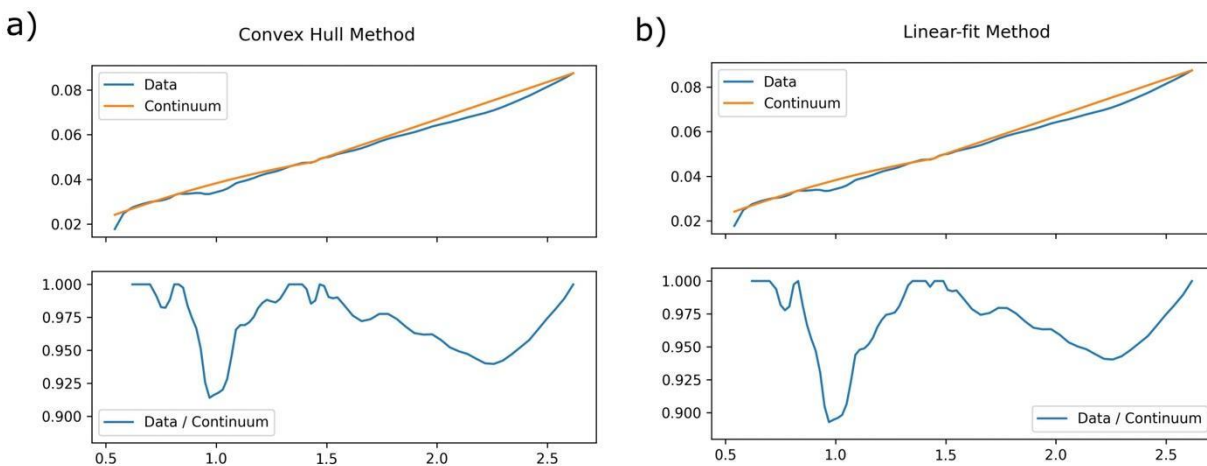 a)
Convex Hull Method
0.08
0.06
0.04
0.02
Data
Continuum
1.000
0.975
0.950
0.925
0.900
Data / Continuum
0.5 1.0 1.5 2.0 2.5
b)
Linear-fit Method
0.08
0.06
0.04
0.02
Data
Continuum
1.000
0.975
0.950
0.925
0.900
Data / Continuum
0.5 1.0 1.5 2.0 2.5